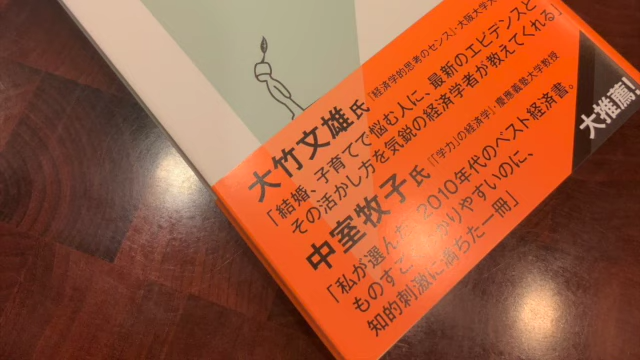 大竹文雄氏
『経済学的思考のセンス』・大阪大学大
「結婚、子育てで悩む人に、最新のエビデンスと
その活かし方を気鋭の経済学者が教えてくれる」
中室牧子氏
『「学力」の経済学』・慶應義塾大学教授
「私が選んだ、2010年代のベスト経済書。
ものすごくわかりやすいのに、
知的刺激に満ちた一冊」
大推薦!